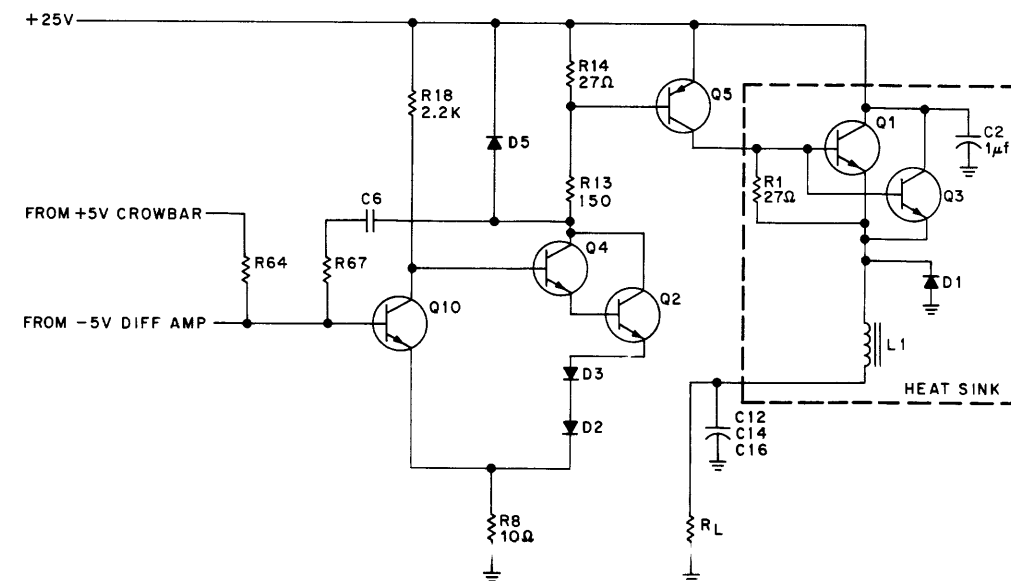 +25V
R14
27Ω
Q5
R18
2.2K
Q1
C2
1μf
D5
R13
150
R1
27Ω
Q3
C6
FROM +5V CROWBAR
Q4
R64
R67
Q2
D1
Q10
FROM -5V DIFF AMP
L1
D3
HEAT SINK
D2
C12
C14
C16
R8
10Ω
RL